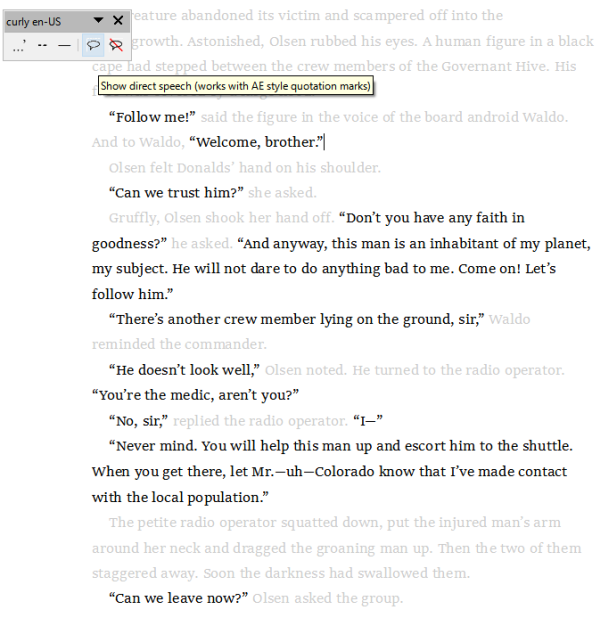 curly en-US
reature abandoned its victim and scampered off into the
growth. Astonished, Olsen rubbed his eyes. A human figure in a black
cape had stepped between the crew members of the Governant Hive. His
Show direct speech (works with AE style quotation marks)
“Follow me!” said the figure in the voice of the board android Waldo.
And to Waldo, “Welcome, brother.”
Olsen felt Donalds’ hand on his shoulder.
“Can we trust him?” she asked.
Gruffly, Olsen shook her hand off. “Don’t you have any faith in
goodness?” he asked. “And anyway, this man is an inhabitant of my planet,
my subject. He will not dare to do anything bad to me. Come on! Let’s
follow him.”
“There’s another crew member lying on the ground, sir,” Waldo
reminded the commander.
“He doesn’t look well,” Olsen noted. He turned to the radio operator.
“You’re the medic, aren’t you?”
“No, sir,” replied the radio operator. “I—”
“Never mind. You will help this man up and escort him to the shuttle.
When you get there, let Mr.—uh—Colorado know that I’ve made contact
with the local population.”
The petite radio operator squatted down, put the injured man’s arm
around her neck and dragged the groaning man up. Then the two of them
staggered away. Soon the darkness had swallowed them.
“Can we leave now?” Olsen asked the group.